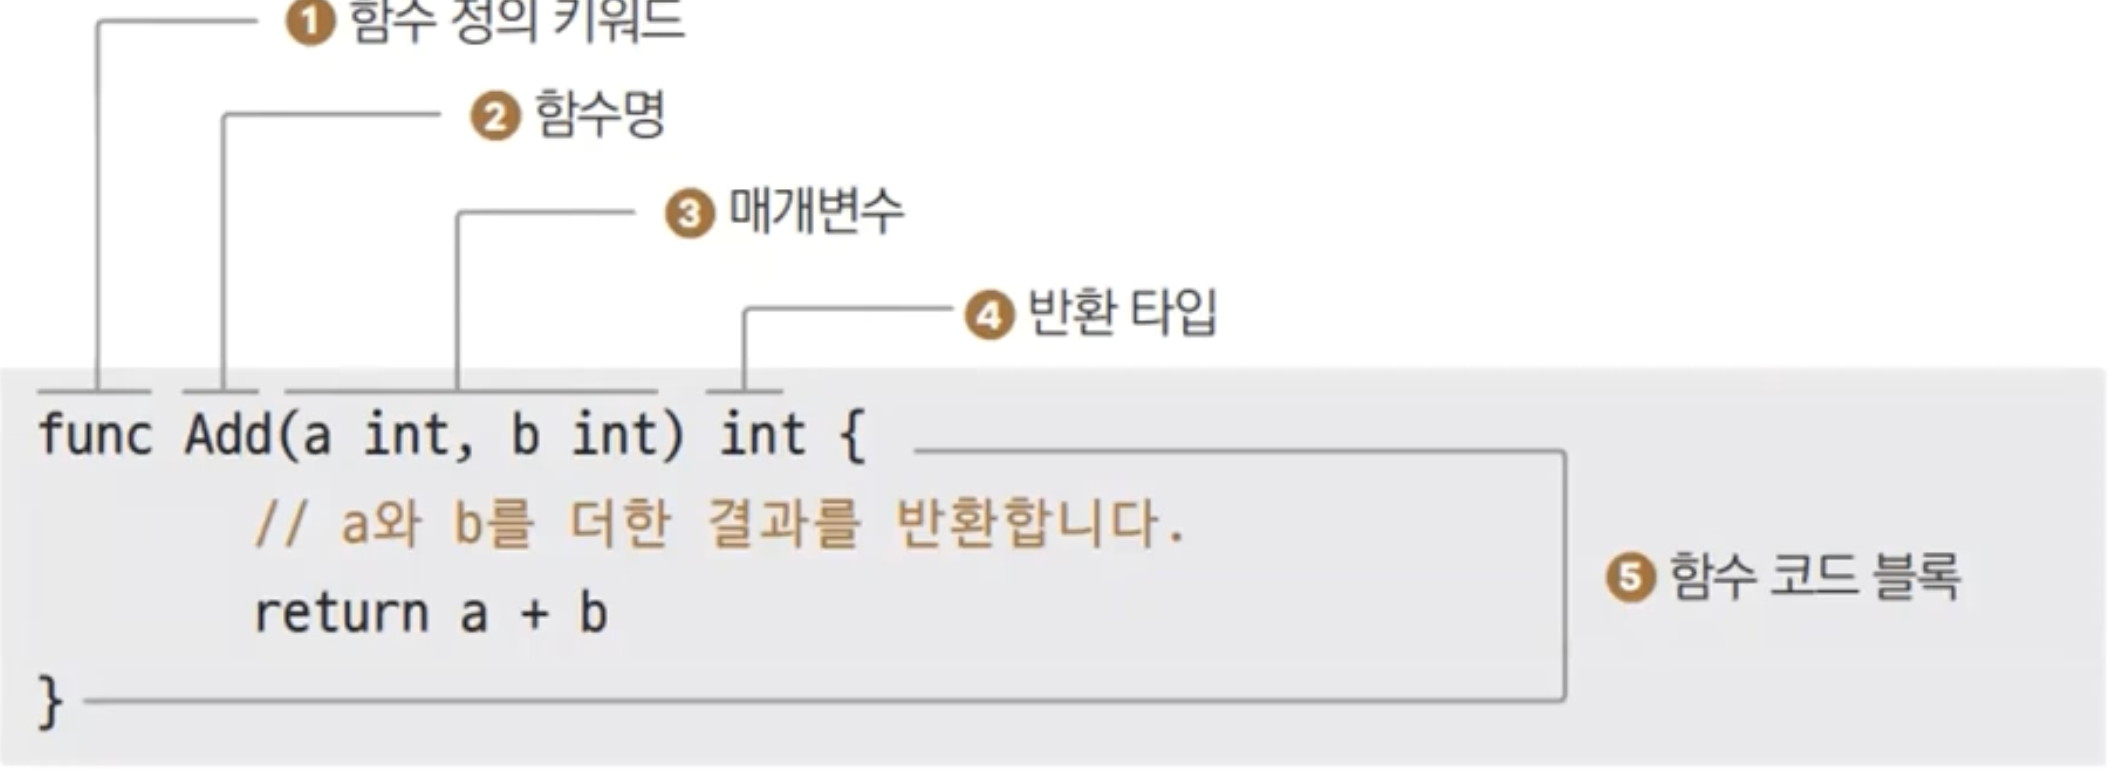 1 함수 정의 키워드
2 함수명
3 매개변수
4 반환 타입
func Add(a int, b int) int {
// a와 b를 더한 결과를 반환합니다.
5 함수 코드 블록
return a + b
}